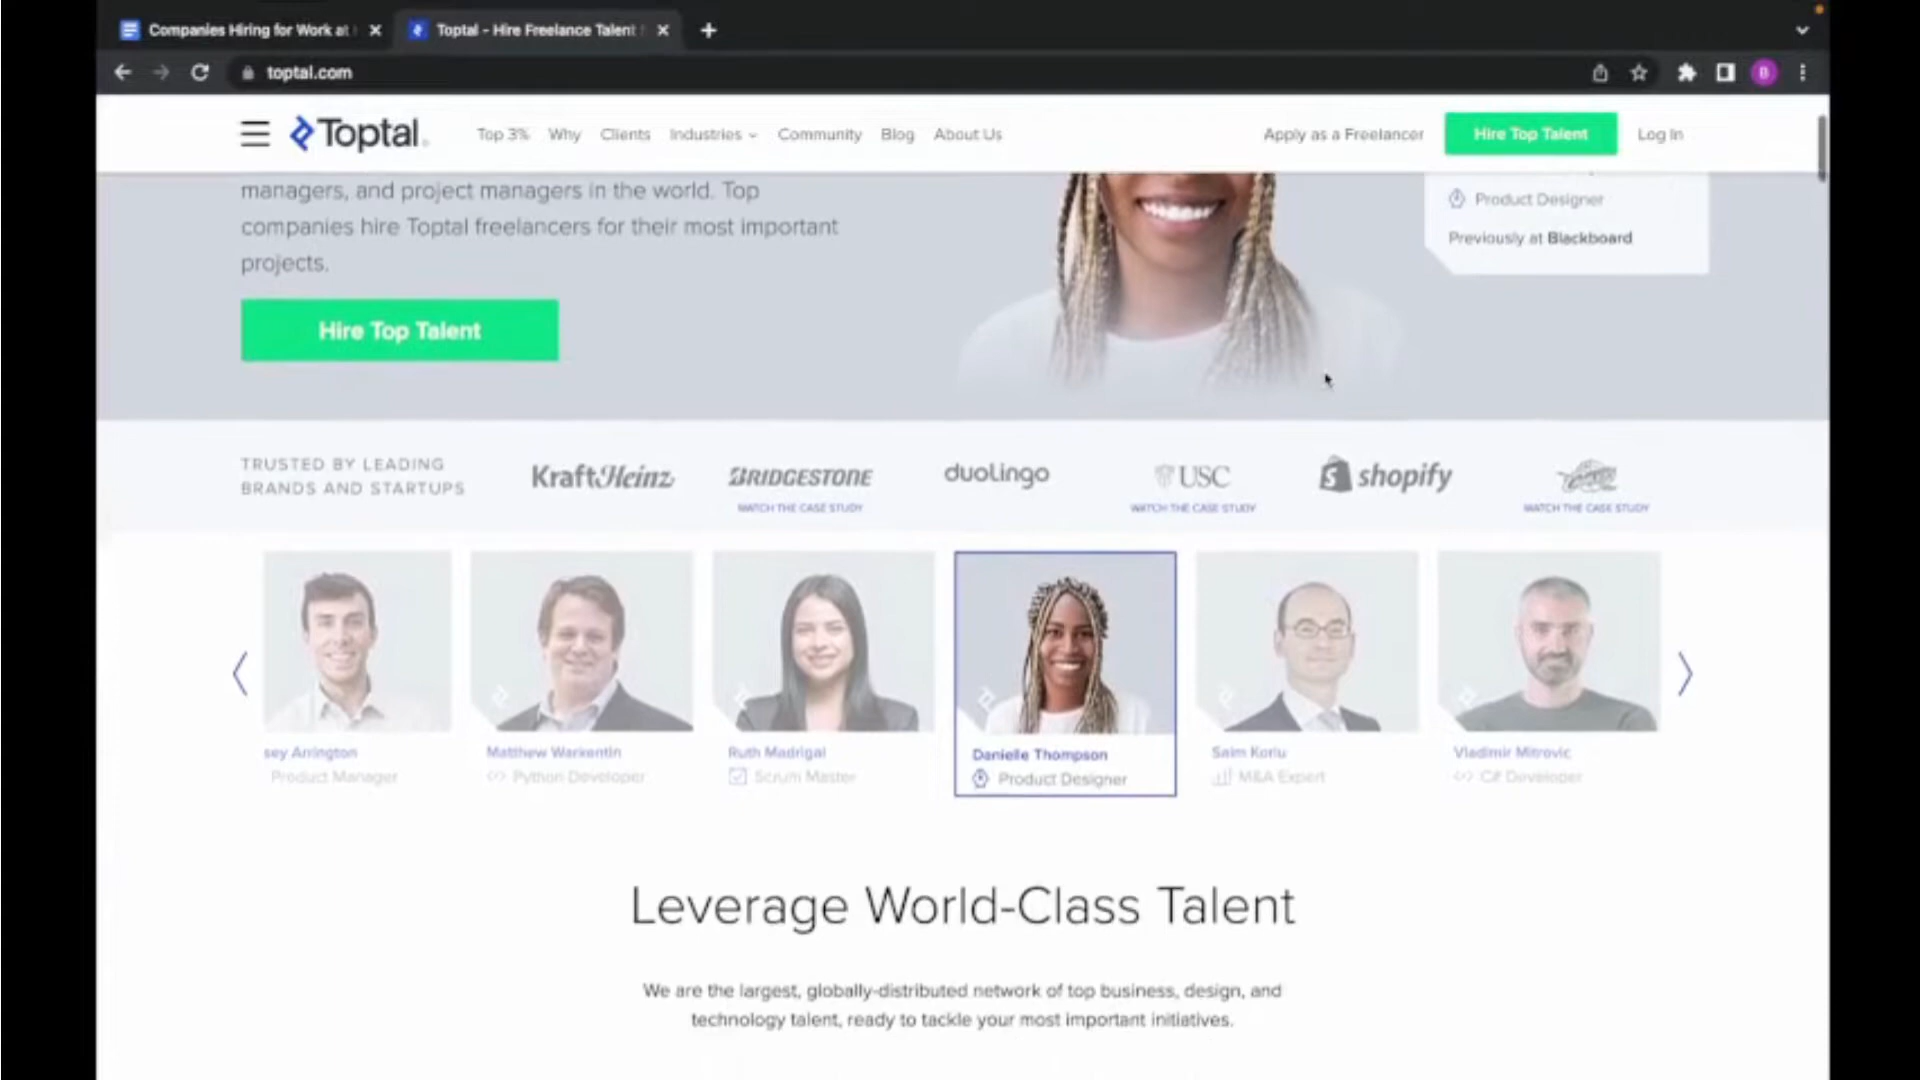 Companies Hiring for Work at
Toptal - Hire Freelance Talent
toptal.com
B
Toptal
Top 3%
Why
Clients
Industries
Community
Blog
About Us
Apply as a Freelancer
Hire Top Talent
Log In
managers, and project managers in the world. Top
companies hire Toptal freelancers for their most important
projects.
Hire Top Talent
Product Designer
Previously at Blackboard
TRUSTED BY LEADING
BRANDS AND STARTUPS
KraftHeinz
BRIDGESTONE
WATCH THE CASE STUDY
duolingo
USC
WATCH THE CASE STUDY
shopify
WATCH THE CASE STUDY
sey Arrington
Product Manager
Matthew Warkentin
Python Developer
Ruth Madrigal
Scrum Master
Danielle Thompson
Product Designer
Saim Korlu
M&A Expert
Vladimir Mitrovic
C# Developer
Leverage World-Class Talent
We are the largest, globally-distributed network of top business, design, and
technology talent, ready to tackle your most important initiatives.